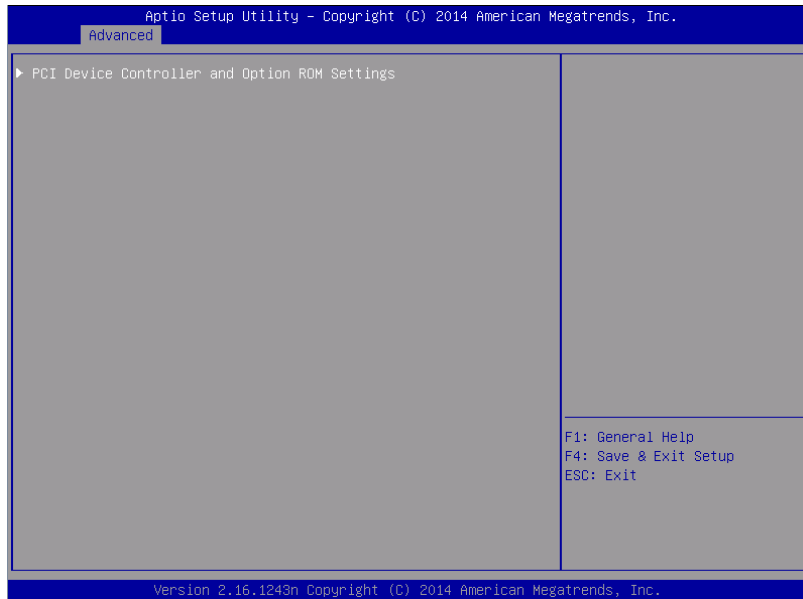 Aptio Setup Utility – Copyright (C) 2014 American Megatrends, Inc.
Advanced
PCI Device Controller and Option ROM Settings
F1: General Help
F4: Save & Exit Setup
ESC: Exit
Version 2.16.1243n Copyright (C) 2014 American Megatrends, Inc.